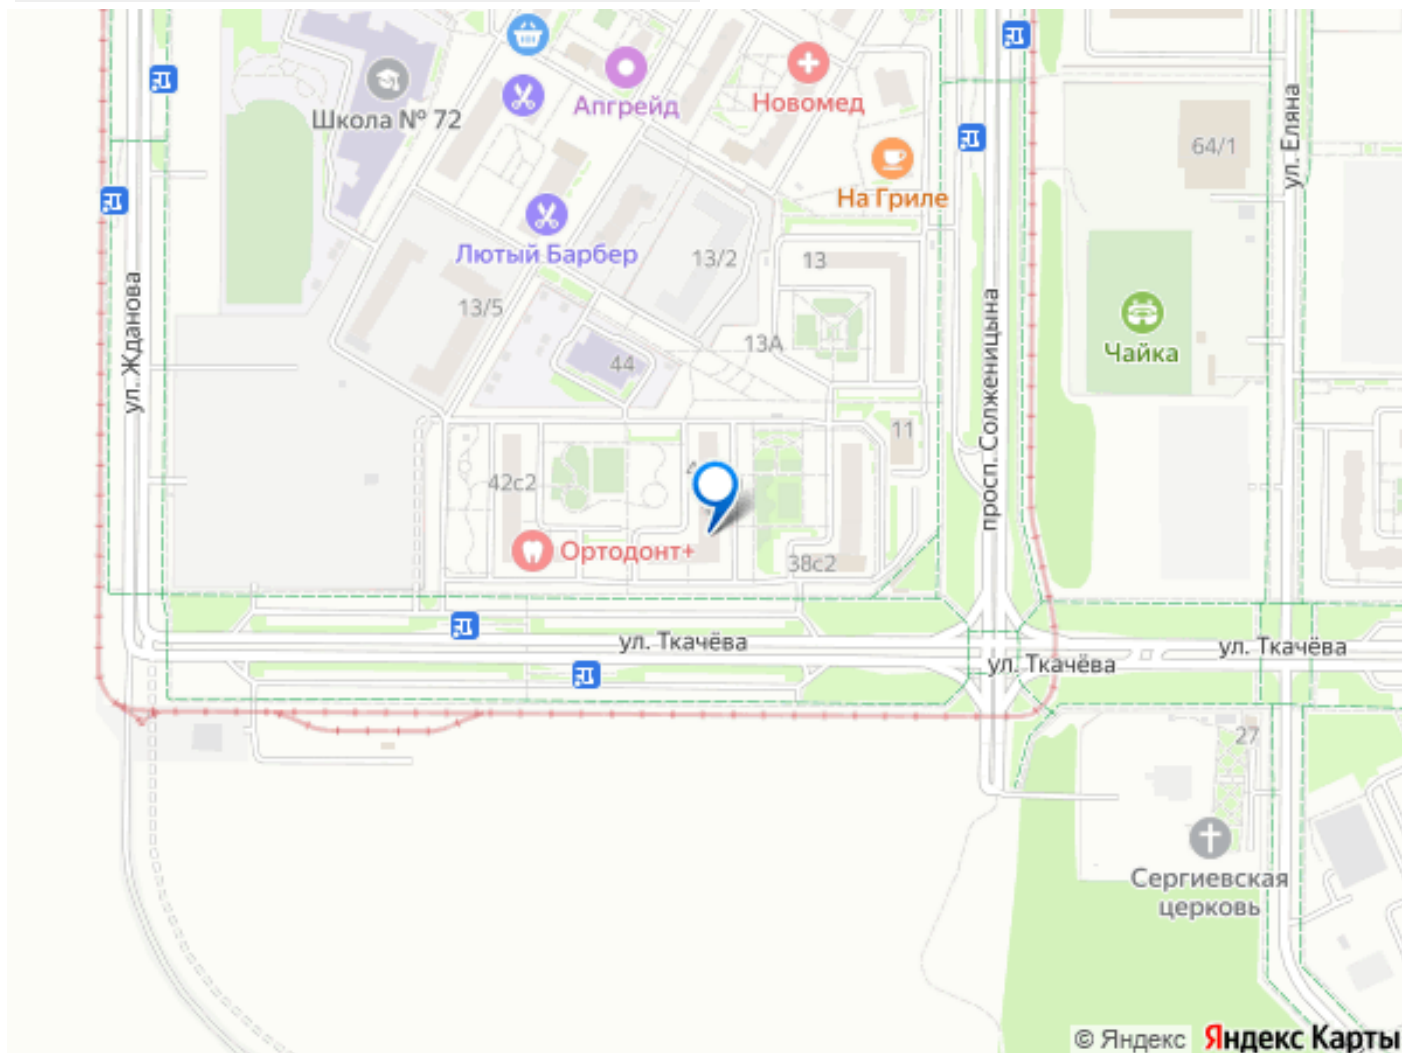 Школа № 72
Апгрейд
Новомед
На Гриле
64/1
ул. Еляна
Лютый Барбер
13/2
13
13/5
44
13А
ул. Жданова
просп. Солженицына
Чайка
11
42с2
4
Ортодонт+
38с2
ул. Ткачёва
ул. Ткачёва
ул. Ткачёва
27
Сергиевская
церковь
© Яндекс Яндекс Карты